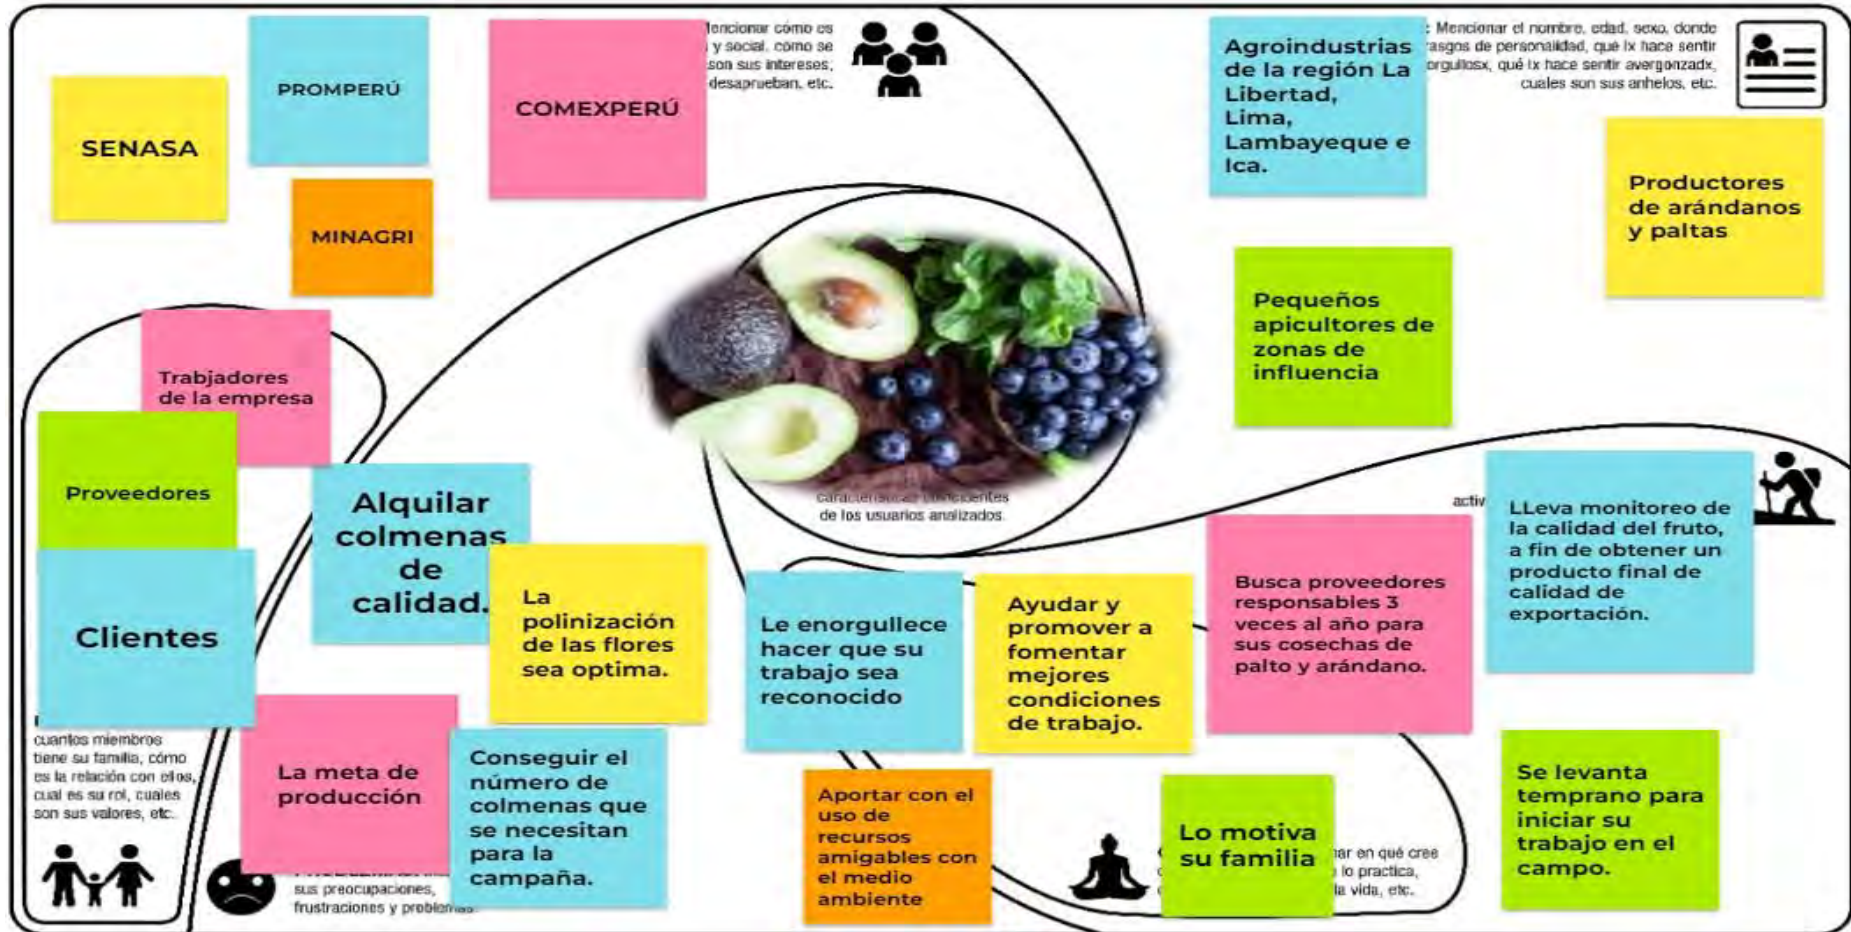 SENASA
PROMPERÚ
COMEXPERÚ
MINAGRI
Mencionar cómo es
y social, cómo se
son sus intereses,
desaprueban, etc.
Agroindustrias
de la región La
Libertad,
Lima,
Lambayeque e
Ica.
: Mencionar el nombre, edad, sexo, donde
rasgos de personalidad, qué lx hace sentir
orgullosx, qué lx hace sentir avergonzadx,
cuales son sus anhelos, etc.
Productores
de arándanos
y paltas
Pequeños
apicultores de
zonas de
influencia
Trabjadores
de la empresa
Proveedores
Clientes
cuantos miembros
tiene su familia, cómo
es la relación con ellos,
cual es su rol, cuales
son sus valores, etc.
Alquilar
colmenas
de
calidad.
La
polinización
de las flores
sea optima.
La meta de
producción
Conseguir el
número de
colmenas que
se necesitan
para la
campaña.
sus preocupaciones,
frustraciones y problemas.
de los usuarios analizados.
Le enorgullece
hacer que su
trabajo sea
reconocido
Ayudar y
promover a
fomentar
mejores
condiciones
de trabajo.
Aportar con el
uso de
recursos
amigables con
el medio
ambiente
Lo motiva
su familia
en qué cree
lo practica,
la vida, etc.
activ
Busca proveedores
responsables 3
veces al año para
sus cosechas de
palto y arándano.
LLeva monitoreo de
la calidad del fruto,
a fin de obtener un
producto final de
calidad de
exportación.
Se levanta
temprano para
iniciar su
trabajo en el
campo.